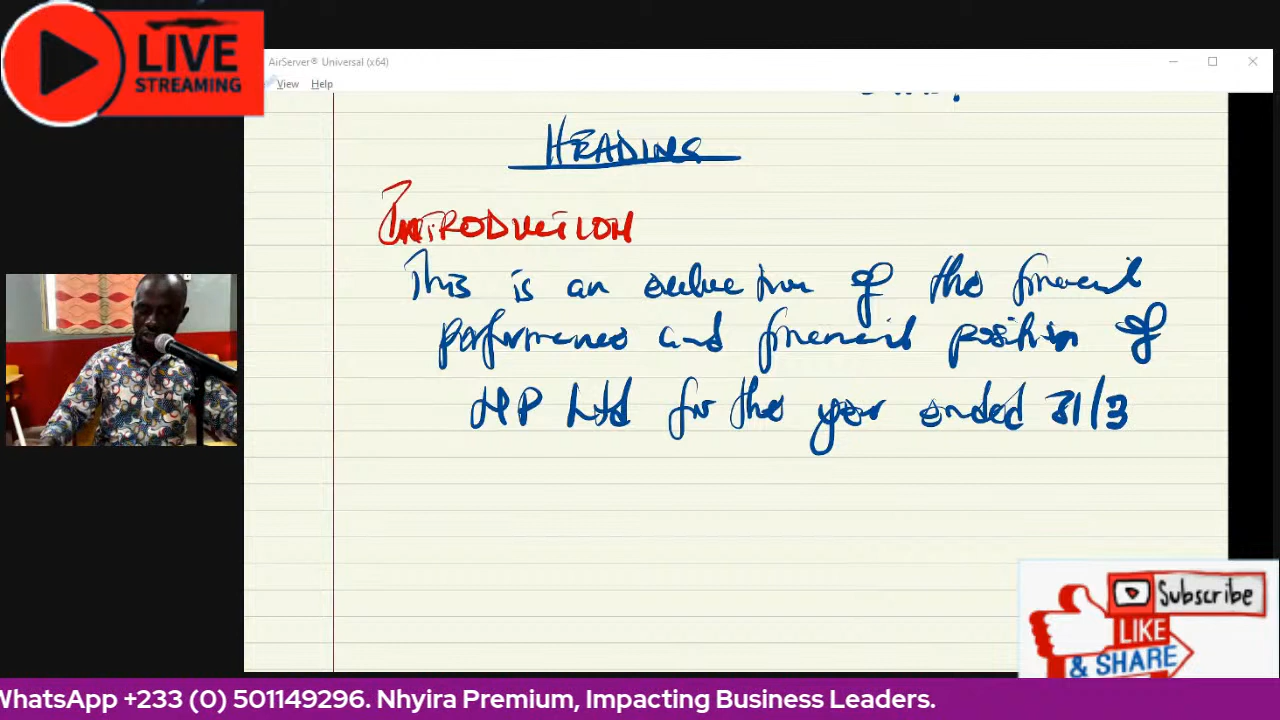 LIVE
STREAMING
AirServer® Universal (x64)
View Help
HEADING
INTRODUCTION
This is an evaluation of the financial
performance and financial position of
NP Ltd for the year ended 31/3
Subscribe
LIKE
& SHARE
WhatsApp +233 (0) 501149296. Nhyira Premium, Impacting Business Leaders.